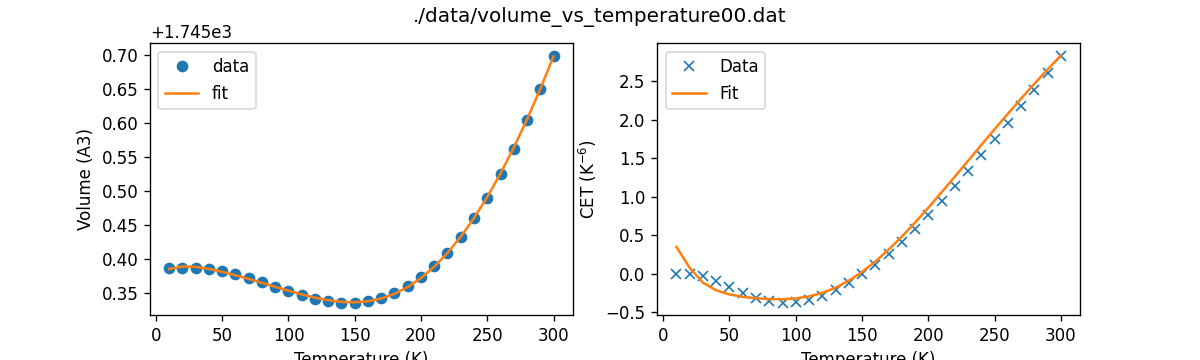 ./data/volume_vs_temperature00.dat
+1.745e3
0.70
0.65
0.60
0.55
0.50
0.45
0.40
0.35
Volume (A3)
data
fit
0 50 100 150 200 250 300
Temperature (K)
2.5
2.0
1.5
1.0
0.5
0.0
−0.5
CET (K⁻⁶)
Data
Fit
0 50 100 150 200 250 300
Temperature (K)